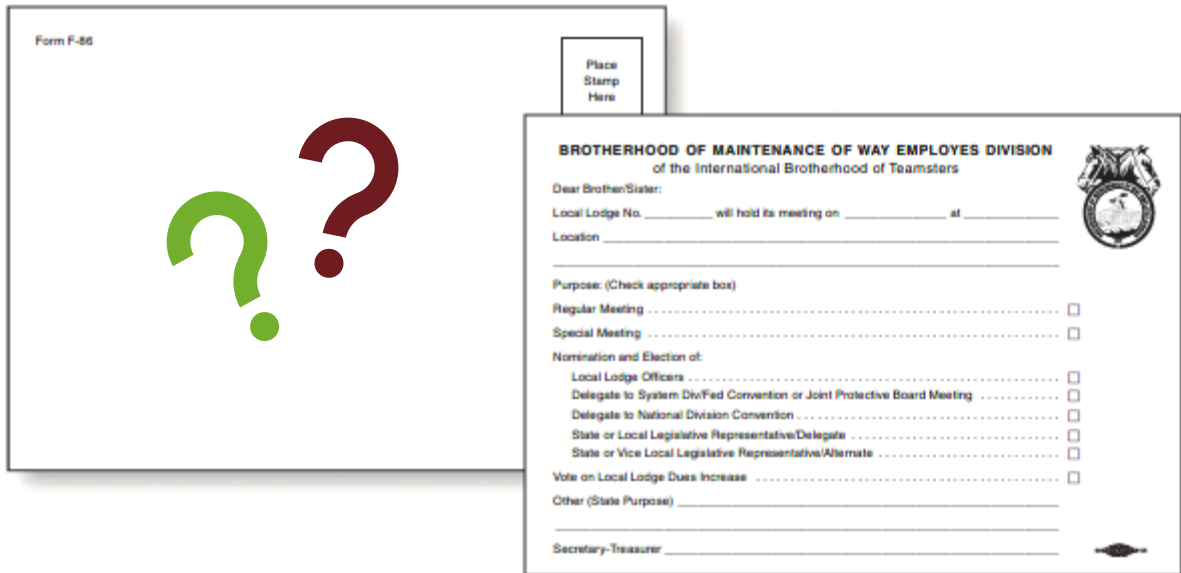 Form F-86
Place
Stamp
Here
BROTHERHOOD OF MAINTENANCE OF WAY EMPLOYES DIVISION
of the International Brotherhood of Teamsters
Dear Brother/Sister:
Local Lodge No. __________ will hold its meeting on _______________ at ______________
Location ____________________________________________________________________
Purpose: (Check appropriate box)
Regular Meeting
Special Meeting
Nomination and Election of:
Local Lodge Officers
Delegate to System Div/Fed Convention or Joint Protective Board Meeting
Delegate to National Division Convention
State or Local Legislative Representative/Delegate
State or Vice Local Legislative Representative/Alternate
Vote on Local Lodge Dues Increase
Other (State Purpose) _________________________________________________________
Secretary-Treasurer ___________________________________________________________
? ?